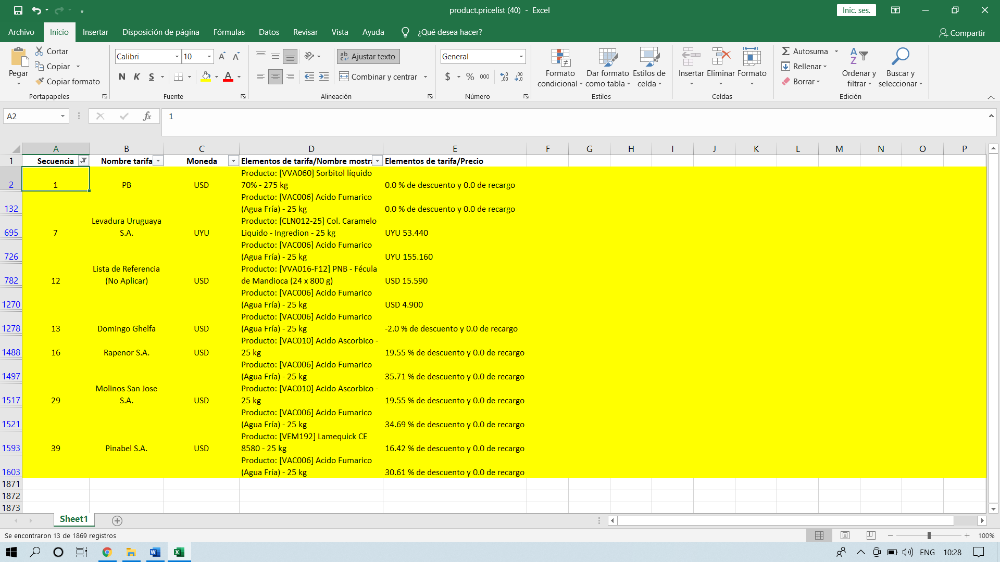 product.pricelist (40) - Excel
Inic. ses.
Archivo Inicio Insertar Disposición de página Fórmulas Datos Revisar Vista Ayuda ¿Qué desea hacer? Compartir
Pegar
Cortar
Copiar
Copiar formato
Portapapeles
Calibri 10
N K S
Fuente
Ajustar texto
Combinar y centrar
Alineación
General
$ % 000
Número
Formato condicional
Dar formato como tabla
Estilos de celda
Estilos
Insertar Eliminar Formato
Celdas
Autosuma
Rellenar
Borrar
Ordenar y filtrar
Buscar y seleccionar
Edición
A2 fx 1
A B C D E F G H I J K L M N O P
1 Secuencia Nombre tarifa Moneda Elementos de tarifa/Nombre mostra Elementos de tarifa/Precio
Producto: [VVA060] Sorbitol líquido
2 1 PB USD 70% - 275 kg 0.0 % de descuento y 0.0 de recargo
Producto: [VAC006] Acido Fumarico
132 (Agua Fría) - 25 kg 0.0 % de descuento y 0.0 de recargo
Levadura Uruguaya Producto: [CLN012-25] Col. Caramelo
695 7 S.A. UYU Liquido - Ingredion - 25 kg UYU 53.440
Producto: [VAC006] Acido Fumarico
726 (Agua Fría) - 25 kg UYU 155.160
Lista de Referencia Producto: [VVA016-F12] PNB - Fécula
782 12 (No Aplicar) USD de Mandioca (24 x 800 g) USD 15.590
Producto: [VAC006] Acido Fumarico
1270 (Agua Fría) - 25 kg USD 4.900
Producto: [VAC006] Acido Fumarico
1278 13 Domingo Ghelfa USD (Agua Fría) - 25 kg -2.0 % de descuento y 0.0 de recargo
Producto: [VAC010] Acido Ascorbico -
1488 16 Rapenor S.A. USD 25 kg 19.55 % de descuento y 0.0 de recargo
Producto: [VAC006] Acido Fumarico
1497 (Agua Fría) - 25 kg 35.71 % de descuento y 0.0 de recargo
Molinos San Jose Producto: [VAC010] Acido Ascorbico -
1517 29 S.A. USD 25 kg 19.55 % de descuento y 0.0 de recargo
Producto: [VAC006] Acido Fumarico
1521 (Agua Fría) - 25 kg 34.69 % de descuento y 0.0 de recargo
Producto: [VEM192] Lamequick CE
1593 39 Pinabel S.A. USD 8580 - 25 kg 16.42 % de descuento y 0.0 de recargo
Producto: [VAC006] Acido Fumarico
1603 (Agua Fría) - 25 kg 30.61 % de descuento y 0.0 de recargo
1871
1872
1873
Sheet1
Se encontraron 13 de 1869 registros
100%
ENG 10:28